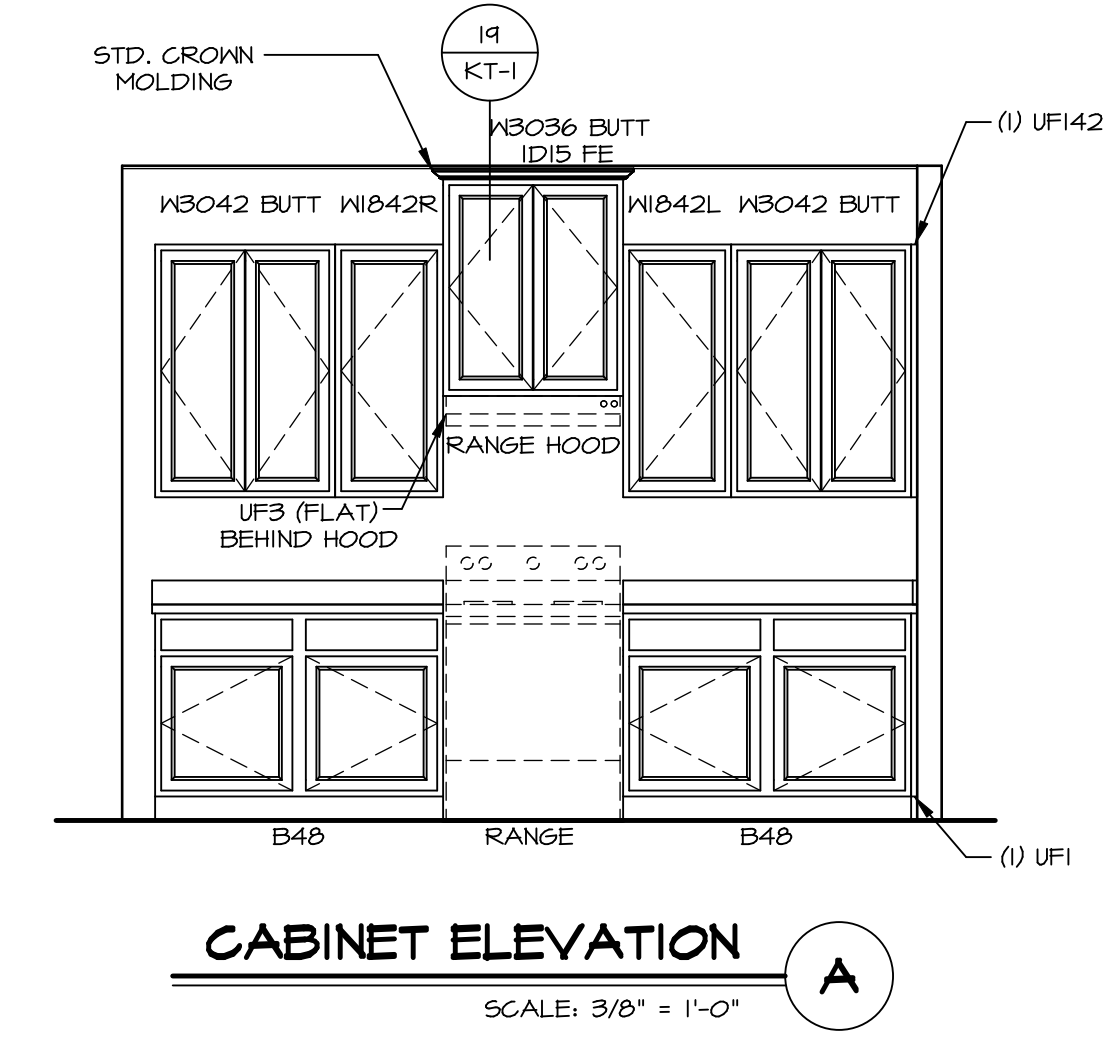 19
KT-1
STD. CROWN
MOLDING
W3036 BUTT
1D15 FE
(1) UF142
W3042 BUTT
W1842R
W1842L
W3042 BUTT
RANGE HOOD
UF3 (FLAT)
BEHIND HOOD
B48
RANGE
B48
(1) UF1
CABINET ELEVATION
A
SCALE: 3/8" = 1'-0"